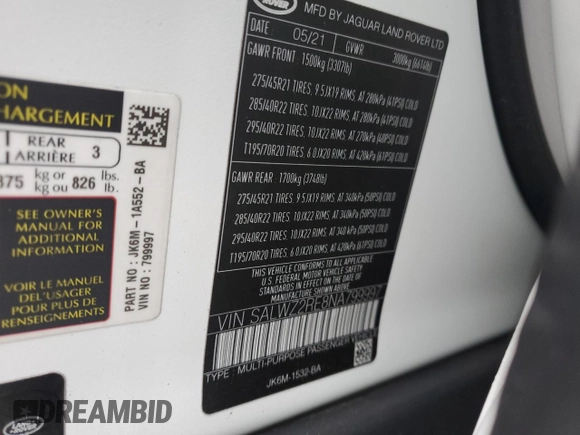 ON
CHARGEMENT
REAR
ARRIÈRE 3
875 kg or
kg ou 826 lbs.
lb.
SEE OWNER'S
MANUAL FOR
ADDITIONAL
INFORMATION
VOIR LE MANUEL
DEL'USAGER
POUR PLUS DE
RENSEIGNEMENTS
PART NO : JK6M-1A552-BA
VIN NO : 799997
LAND ROVER
ROVER
MFD BY JAGUAR LAND ROVER LTD
DATE 05/21 GVWR 3000kg (6614lb)
GAWR FRONT 1500kg (3307lb)
275/45R21 TIRES, 9.5JX19 RIMS, AT 280kPa (41PSI) COLD
285/40R22 TIRES, 10JX22 RIMS, AT 280kPa (41PSI) COLD
295/40R22 TIRES, 10JX22 RIMS, AT 270kPa (40PSI) COLD
T195/70R20 TIRES, 6.0JX20 RIMS, AT 420kPa (61PSI) COLD
GAWR REAR 1700kg (3748lb)
275/45R21 TIRES, 9.5JX19 RIMS, AT 340kPa (50PSI) COLD
285/40R22 TIRES, 10JX22 RIMS, AT 340kPa (50PSI) COLD
295/40R22 TIRES, 10JX22 RIMS, AT 340kPa (50PSI) COLD
T195/70R20 TIRES, 6.0JX20 RIMS, AT 420kPa (61PSI) COLD
THIS VEHICLE CONFORMS TO ALL APPLICABLE
U.S. FEDERAL MOTOR VEHICLE SAFETY
STANDARDS IN EFFECT ON THE DATE OF
MANUFACTURE SHOWN ABOVE
VIN SALWZ2RE8NA799997
TYPE : MULTI-PURPOSE PASSENGER
JK6M-1532-BA
DREAMBID